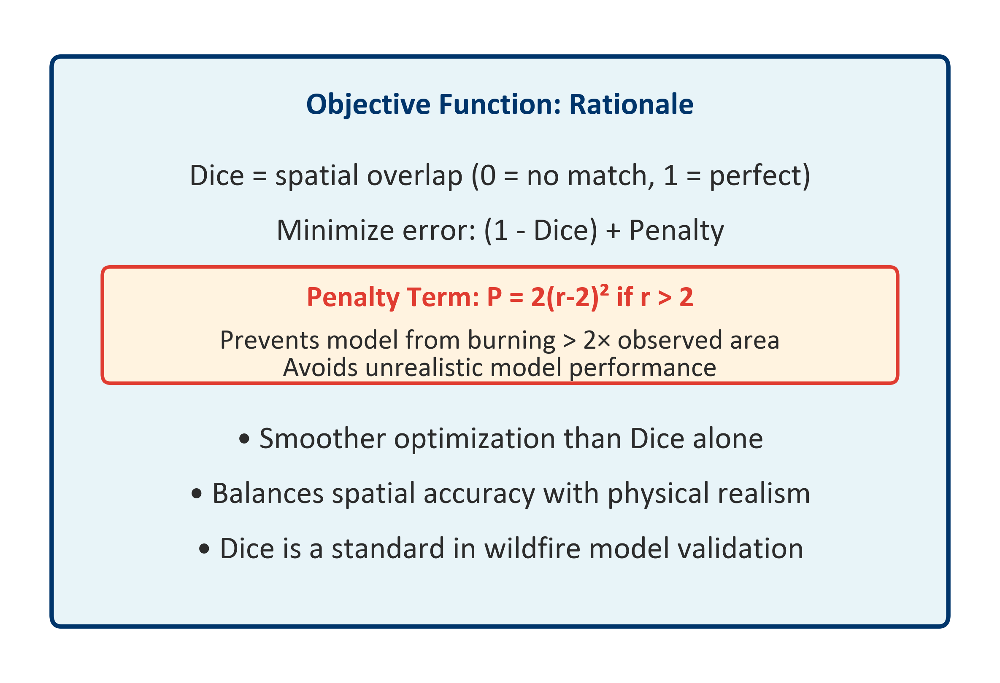 Objective Function: Rationale
Dice = spatial overlap (0 = no match, 1 = perfect)
Minimize error: (1 - Dice) + Penalty
Penalty Term: P = 2(r-2)² if r > 2
Prevents model from burning > 2× observed area
Avoids unrealistic model performance
• Smoother optimization than Dice alone
• Balances spatial accuracy with physical realism
• Dice is a standard in wildfire model validation